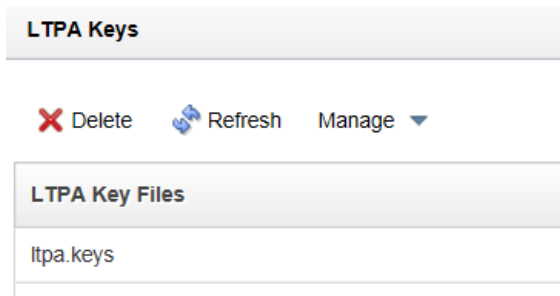 LTPA Keys
Delete Refresh Manage
LTPA Key Files
ltpa.keys